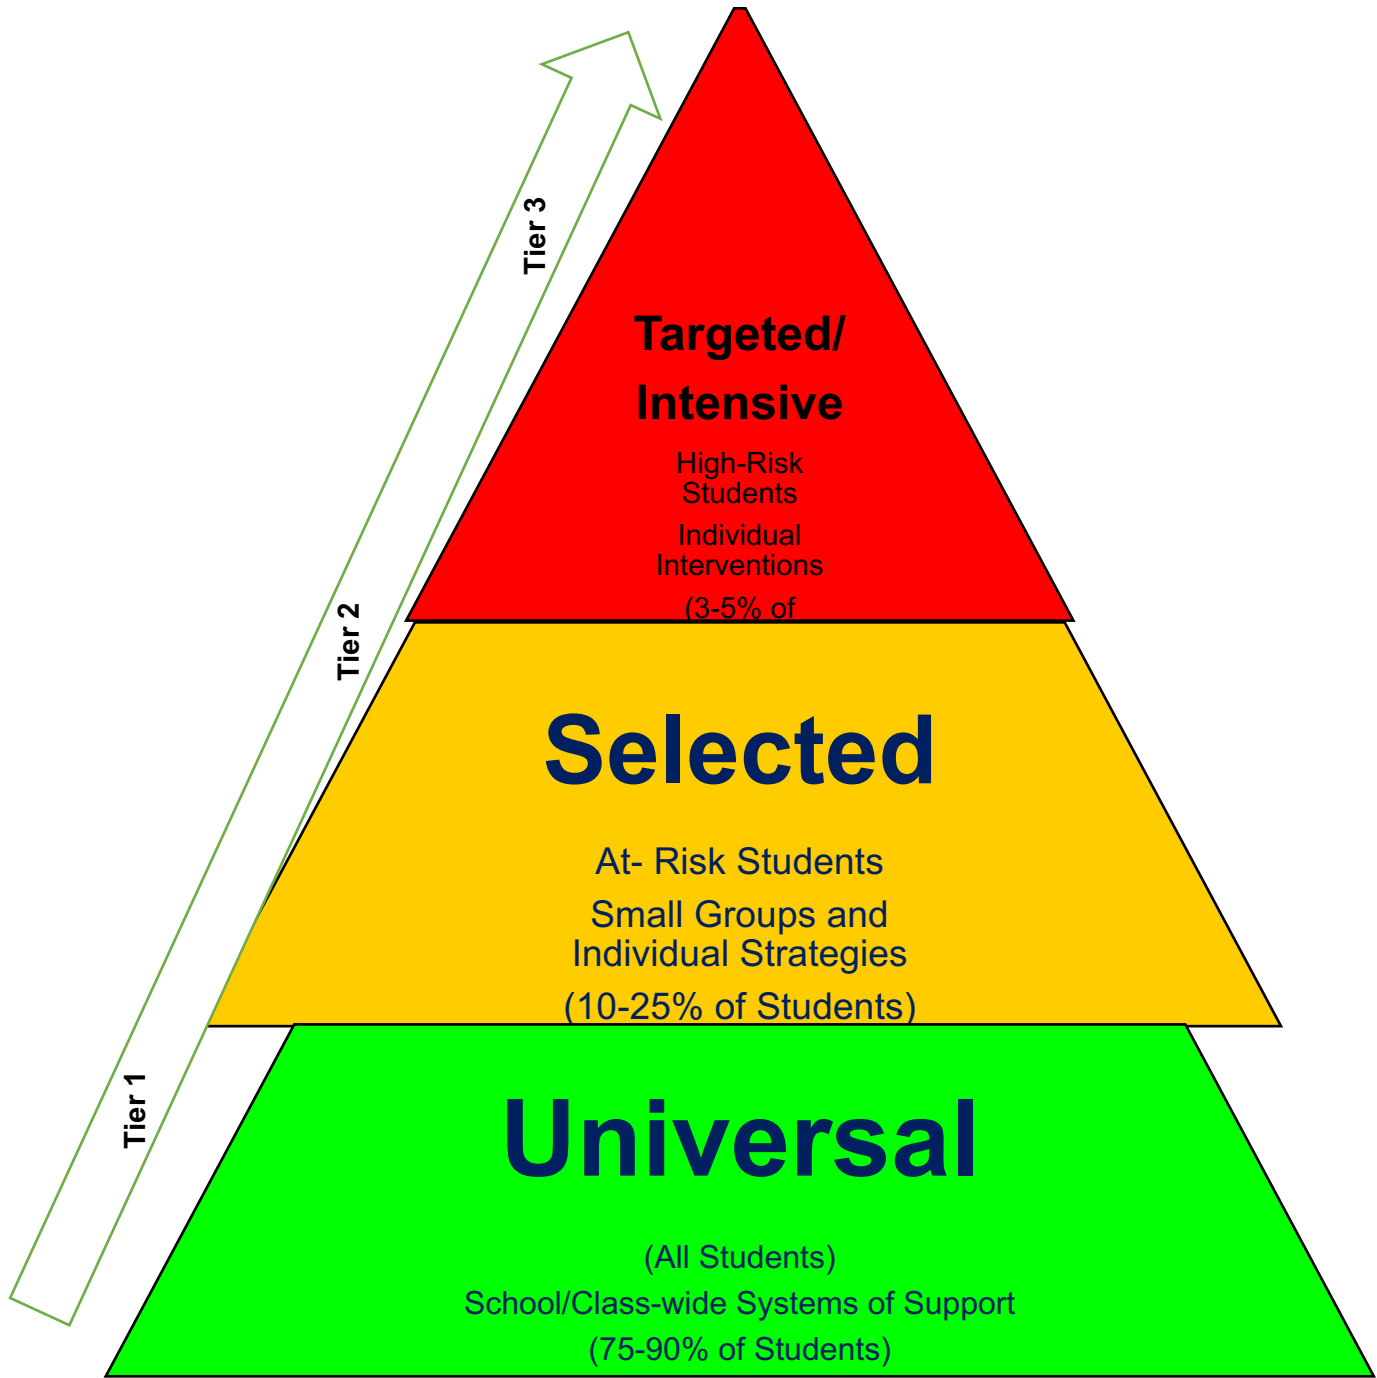 Tier 3
Targeted/
Intensive
High-Risk
Students
Individual
Interventions
(3-5% of
Tier 2
Selected
At- Risk Students
Small Groups and
Individual Strategies
(10-25% of Students)
Tier 1
Universal
(All Students)
School/Class-wide Systems of Support
(75-90% of Students)